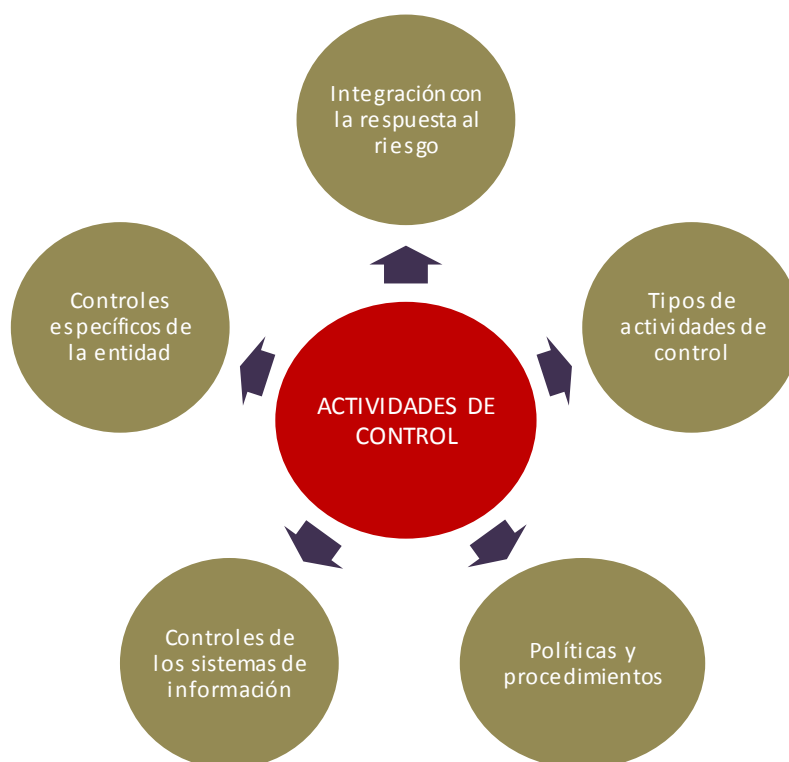 Integración con
la respuesta al
riesgo
Controles
específicos de
la entidad
Tipos de
actividades de
control
ACTIVIDADES DE
CONTROL
Controles de
los sistemas de
información
Políticas y
procedimientos